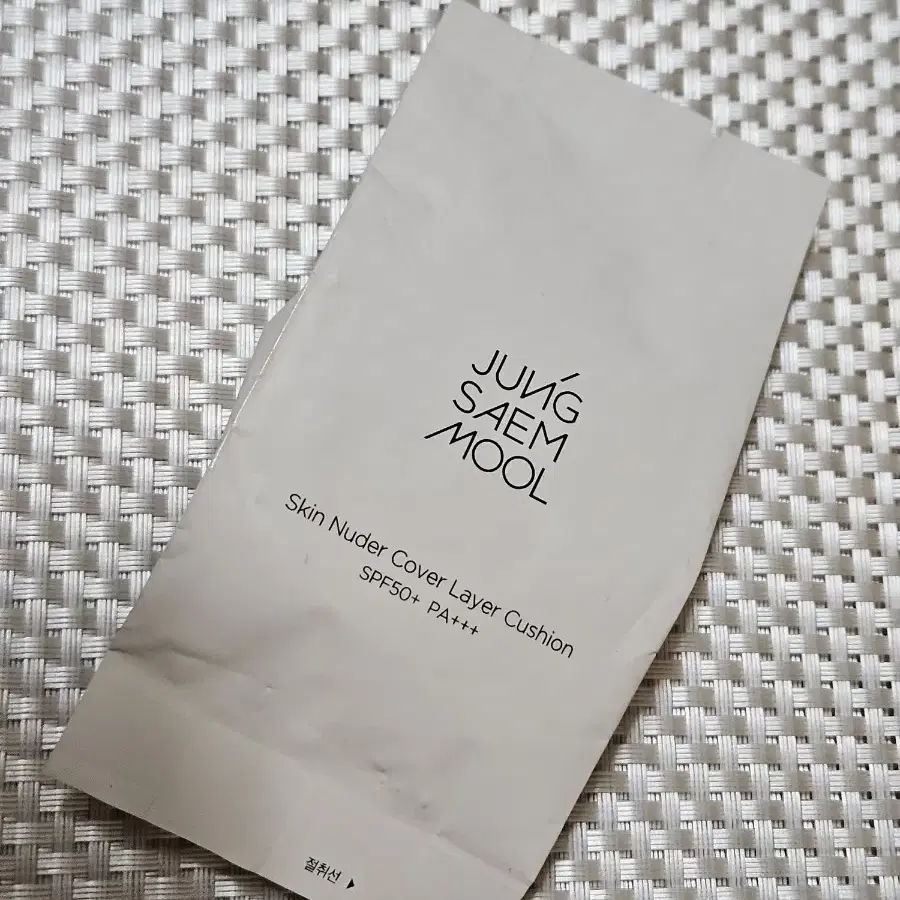 JUNG
SAEM
MOOL
Skin Nuder Cover Layer Cushion
SPF50+ PA+++
절취선 ▶